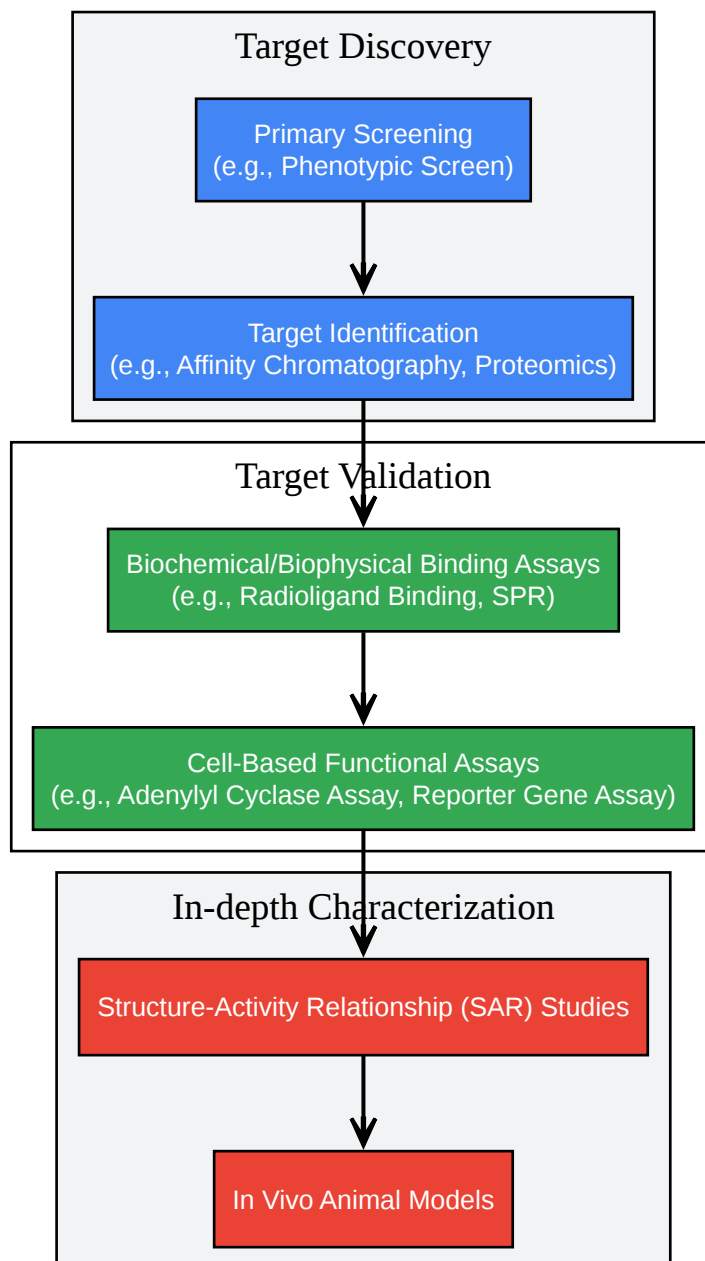 Target Discovery
Primary Screening
(e.g., Phenotypic Screen)
Target Identification
(e.g., Affinity Chromatography, Proteomics)
Target Validation
Biochemical/Biophysical Binding Assays
(e.g., Radioligand Binding, SPR)
Cell-Based Functional Assays
(e.g., Adenylyl Cyclase Assay, Reporter Gene Assay)
In-depth Characterization
Structure-Activity Relationship (SAR) Studies
In Vivo Animal Models